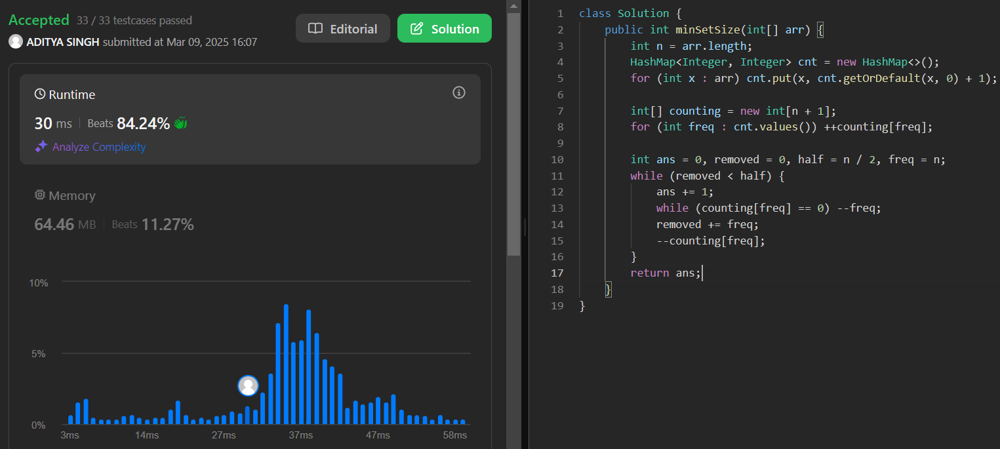 Accepted 33 / 33 testcases passed
Editorial
Solution
ADITYA SINGH submitted at Mar 09, 2025 16:07
Runtime
30 ms | Beats 84.24%
Analyze Complexity
Memory
64.46 MB | Beats 11.27%
10%
5%
0%
3ms 14ms 27ms 37ms 47ms 58ms
1 class Solution {
2     public int minSetSize(int[] arr) {
3         int n = arr.length;
4         HashMap<Integer, Integer> cnt = new HashMap<>();
5         for (int x : arr) cnt.put(x, cnt.getOrDefault(x, 0) + 1);
6
7         int[] counting = new int[n + 1];
8         for (int freq : cnt.values()) ++counting[freq];
9
10         int ans = 0, removed = 0, half = n / 2, freq = n;
11         while (removed < half) {
12             ans += 1;
13             while (counting[freq] == 0) --freq;
14             removed += freq;
15             --counting[freq];
16         }
17         return ans;
18     }
19 }